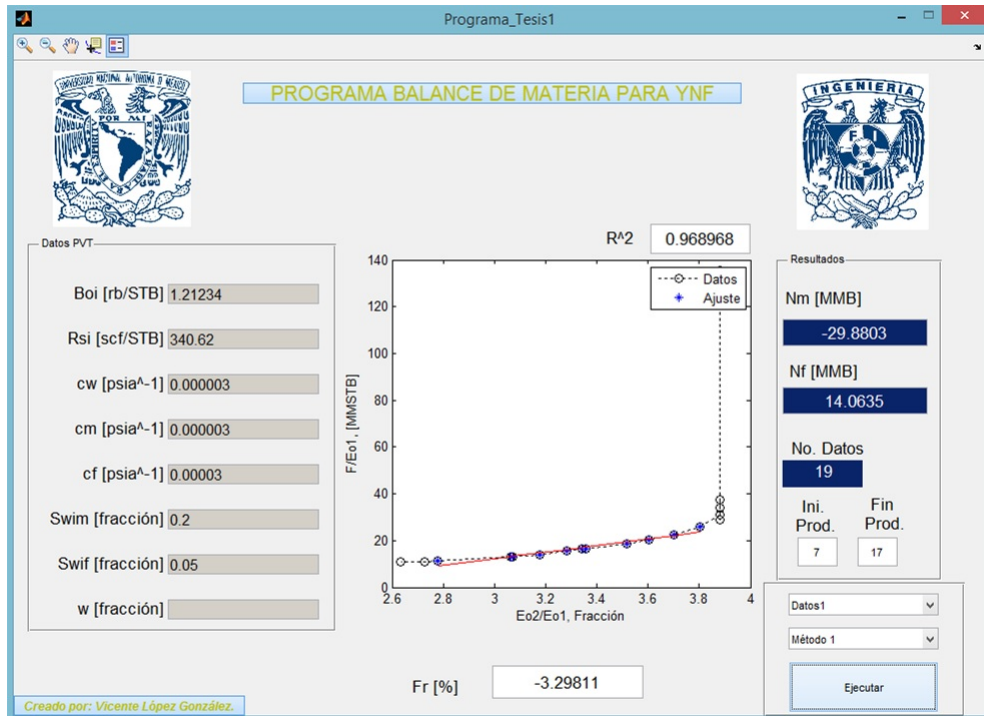 Programa_Tesis1
PROGRAMA BALANCE DE MATERIA PARA YNF
POR MI
INGENIERIA
F I
Datos PVT
Boi [rb/STB] 1.21234
Rsi [scf/STB] 340.62
cw [psia^-1] 0.000003
cm [psia^-1] 0.000003
cf [psia^-1] 0.00003
Swim [fracción] 0.2
Swif [fracción] 0.05
w [fracción]
R^2 0.968968
Datos
Ajuste
F/Eo1, [MMSTB]
140
120
100
80
60
40
20
0
2.6 2.8 3 3.2 3.4 3.6 3.8 4
Eo2/Eo1, Fracción
Fr [%] -3.29811
Resultados
Nm [MMB]
-29.8803
Nf [MMB]
14.0635
No. Datos
19
Ini. Prod.
Fin Prod.
7 17
Datos1
Método 1
Ejecutar
Creado por: Vicente López González.